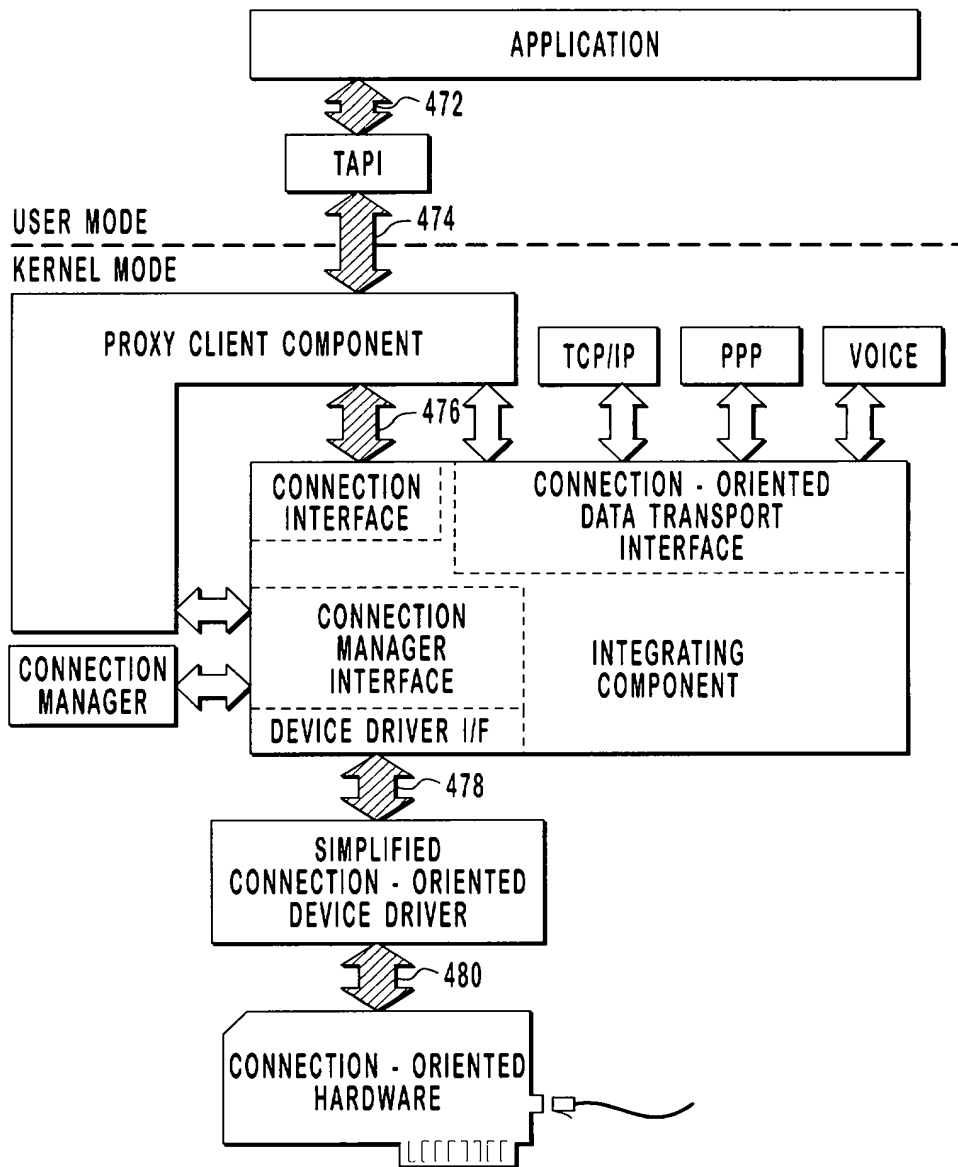 APPLICATION
472
TAPI
USER MODE
474
KERNEL MODE
PROXY CLIENT COMPONENT
TCP/IP
PPP
VOICE
476
CONNECTION
INTERFACE
CONNECTION - ORIENTED
DATA TRANSPORT
INTERFACE
CONNECTION
MANAGER
INTERFACE
INTEGRATING
COMPONENT
CONNECTION
MANAGER
DEVICE DRIVER I/F
478
SIMPLIFIED
CONNECTION - ORIENTED
DEVICE DRIVER
480
CONNECTION - ORIENTED
HARDWARE